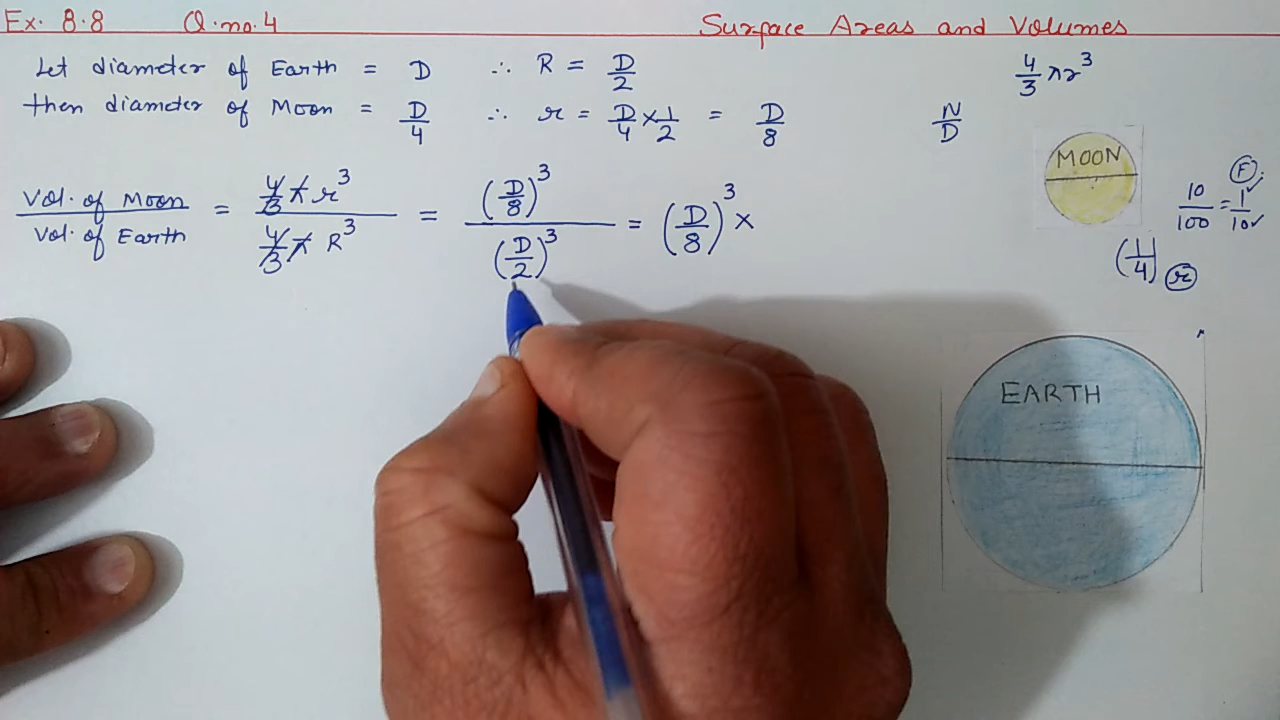 Ex. 8.8 Q.no.4 Surface Areas and Volumes
Let diameter of Earth = D ∴ R = D/2
then diameter of Moon = D/4 ∴ r = D/4 × 1/2 = D/8
4/3 πr³
N/D
MOON
Vol. of Moon / Vol. of Earth = 4/3 π r³ / 4/3 π R³ = (D/8)³ / (D/2)³ = (D/8)³ ×
F
10/100 = 1/10
(1/4) r
EARTH